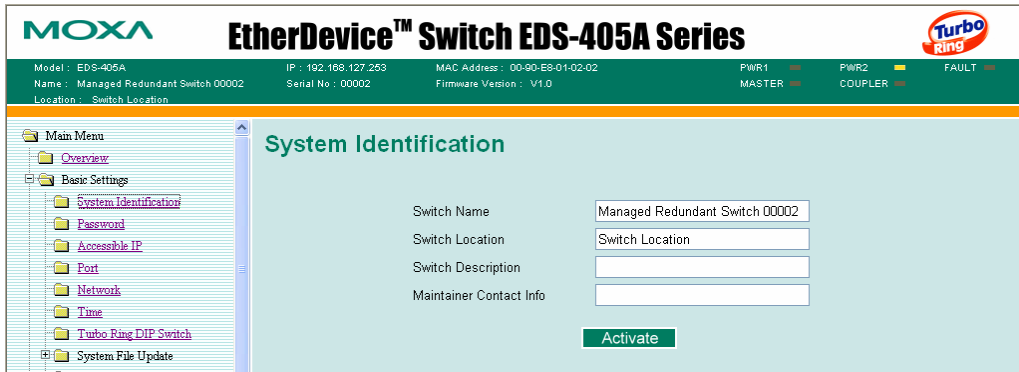 MOXA
EtherDevice™ Switch EDS-405A Series
Turbo Ring
Model : EDS-405A IP : 192.168.127.253 MAC Address : 00-90-E8-01-02-02 PWR1 PWR2 FAULT
Name : Managed Redundant Switch 00002 Serial No : 00002 Firmware Version : V1.0 MASTER COUPLER
Location : Switch Location
Main Menu
Overview
Basic Settings
System Identification
Password
Accessible IP
Port
Network
Time
Turbo Ring DIP Switch
System File Update
System Identification
Switch Name Managed Redundant Switch 00002
Switch Location Switch Location
Switch Description
Maintainer Contact Info
Activate